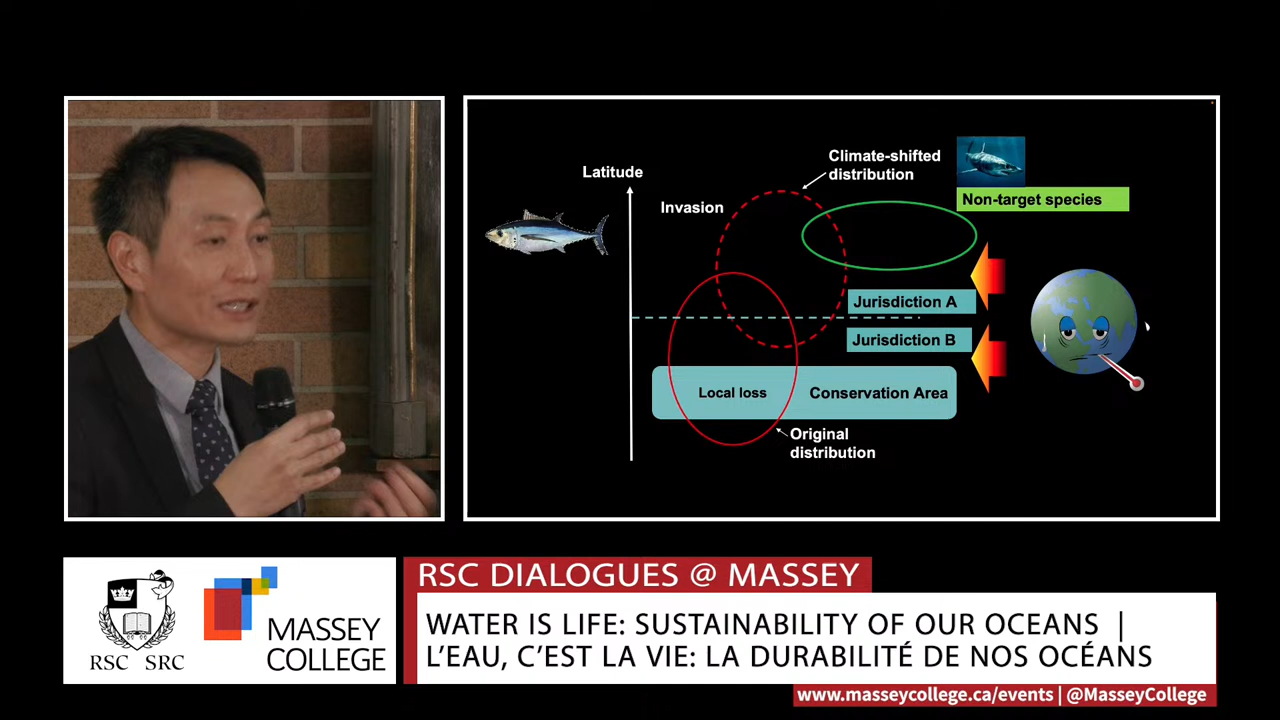 Latitude
Invasion
Climate-shifted
distribution
Non-target species
Jurisdiction A
Jurisdiction B
Local loss
Conservation Area
Original
distribution
RSC SRC
MASSEY
COLLEGE
RSC DIALOGUES @ MASSEY
WATER IS LIFE: SUSTAINABILITY OF OUR OCEANS |
L'EAU, C'EST LA VIE: LA DURABILITÉ DE NOS OCÉANS
www.masseycollege.ca/events | @MasseyCollege